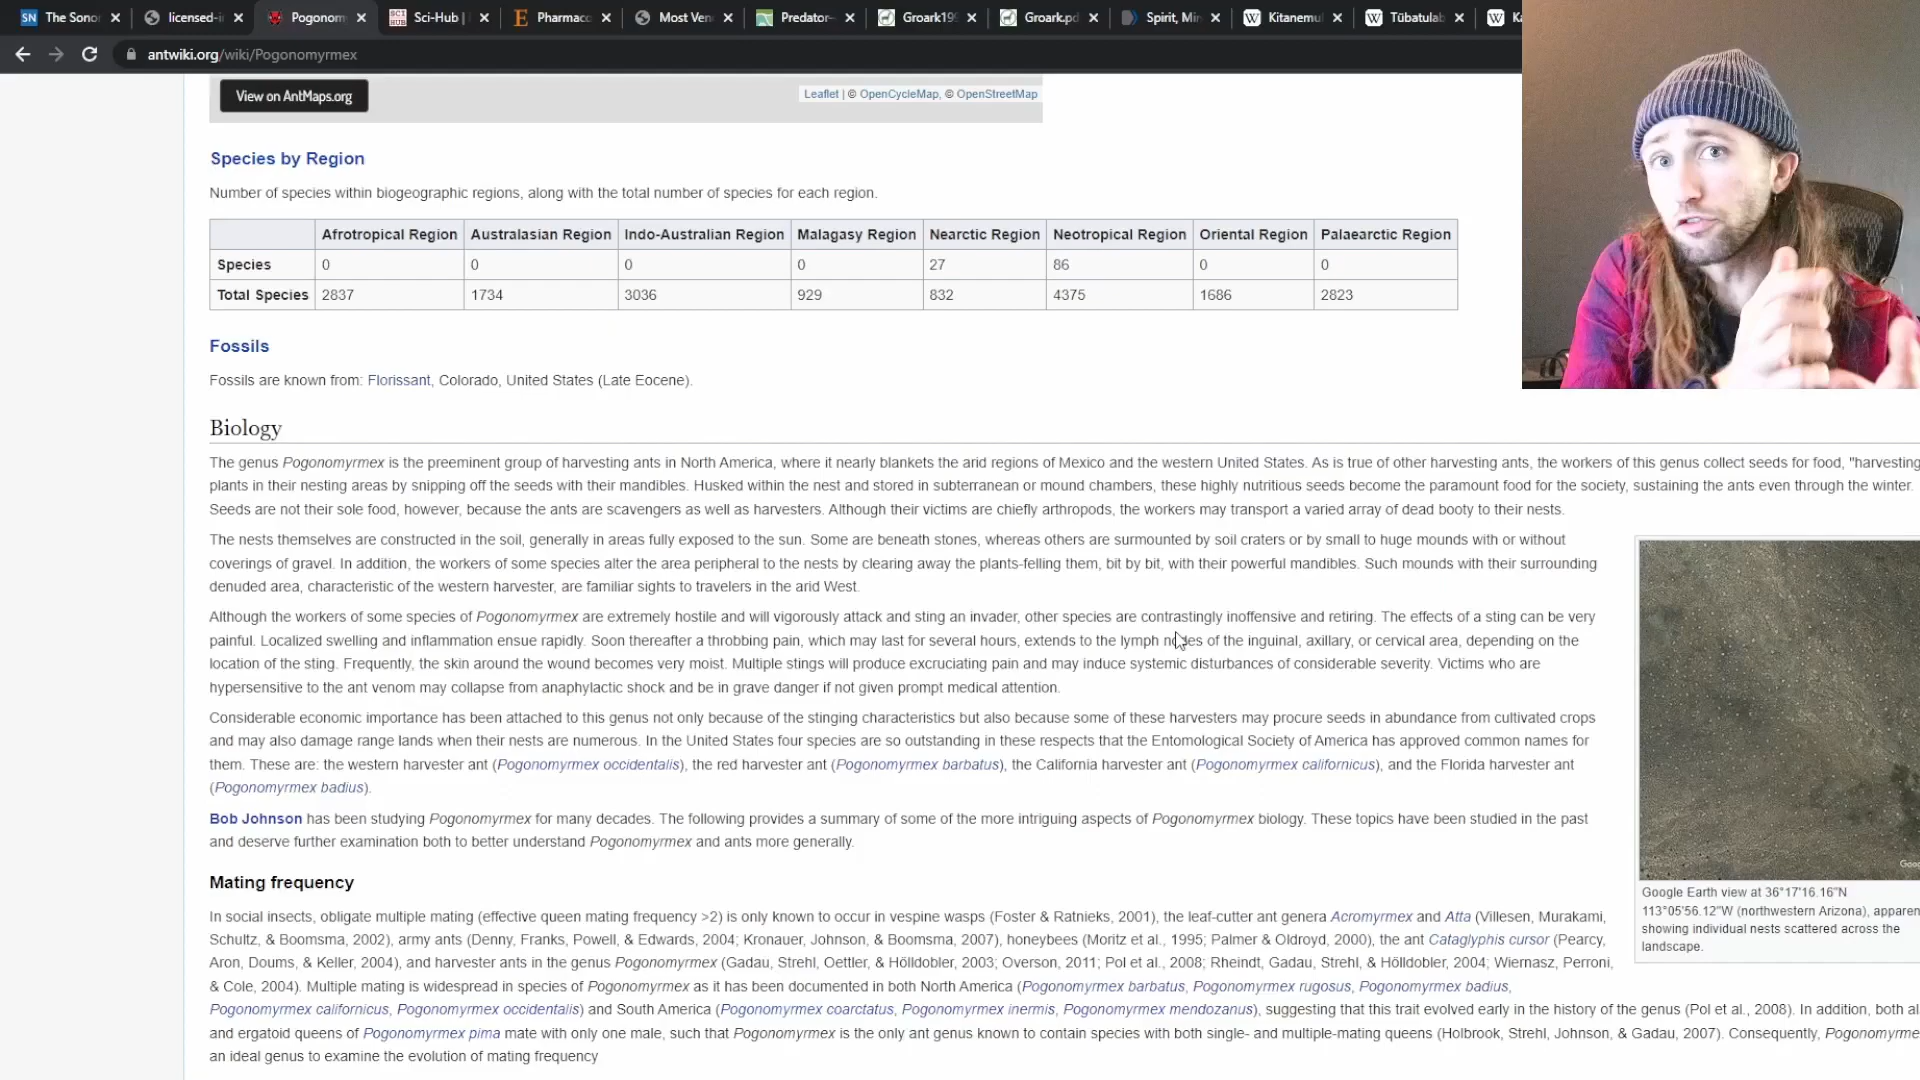 The Sono
licensed-i
Pogonom
Sci-Hub |
Pharmaco
Most Ven
Predator-
Groark199
Groark.pd
Spirit, Min
Kitanemuk
Tübatulab
antwiki.org/wiki/Pogonomyrmex
View on AntMaps.org
Leaflet | © OpenCycleMap, © OpenStreetMap
Species by Region
Number of species within biogeographic regions, along with the total number of species for each region.
Afrotropical Region Australasian Region Indo-Australian Region Malagasy Region Nearctic Region Neotropical Region Oriental Region Palaearctic Region
Species 0 0 0 0 27 86 0 0
Total Species 2837 1734 3036 929 832 4375 1686 2823
Fossils
Fossils are known from: Florissant, Colorado, United States (Late Eocene).
Biology
The genus Pogonomyrmex is the preeminent group of harvesting ants in North America, where it nearly blankets the arid regions of Mexico and the western United States. As is true of other harvesting ants, the workers of this genus collect seeds for food, "harvesting
plants in their nesting areas by snipping off the seeds with their mandibles. Husked within the nest and stored in subterranean or mound chambers, these highly nutritious seeds become the paramount food for the society, sustaining the ants even through the winter.
Seeds are not their sole food, however, because the ants are scavengers as well as harvesters. Although their victims are chiefly arthropods, the workers may transport a varied array of dead booty to their nests.
The nests themselves are constructed in the soil, generally in areas fully exposed to the sun. Some are beneath stones, whereas others are surmounted by soil craters or by small to huge mounds with or without
coverings of gravel. In addition, the workers of some species alter the area peripheral to the nests by clearing away the plants-felling them, bit by bit, with their powerful mandibles. Such mounds with their surrounding
denuded area, characteristic of the western harvester, are familiar sights to travelers in the arid West.
Although the workers of some species of Pogonomyrmex are extremely hostile and will vigorously attack and sting an invader, other species are contrastingly inoffensive and retiring. The effects of a sting can be very
painful. Localized swelling and inflammation ensue rapidly. Soon thereafter a throbbing pain, which may last for several hours, extends to the lymph nodes of the inguinal, axillary, or cervical area, depending on the
location of the sting. Frequently, the skin around the wound becomes very moist. Multiple stings will produce excruciating pain and may induce systemic disturbances of considerable severity. Victims who are
hypersensitive to the ant venom may collapse from anaphylactic shock and be in grave danger if not given prompt medical attention.
Considerable economic importance has been attached to this genus not only because of the stinging characteristics but also because some of these harvesters may procure seeds in abundance from cultivated crops
and may also damage range lands when their nests are numerous. In the United States four species are so outstanding in these respects that the Entomological Society of America has approved common names for
them. These are: the western harvester ant (Pogonomyrmex occidentalis), the red harvester ant (Pogonomyrmex barbatus), the California harvester ant (Pogonomyrmex californicus), and the Florida harvester ant
(Pogonomyrmex badius).
Bob Johnson has been studying Pogonomyrmex for many decades. The following provides a summary of some of the more intriguing aspects of Pogonomyrmex biology. These topics have been studied in the past
and deserve further examination both to better understand Pogonomyrmex and ants more generally.
Google Earth view at 36°17'16.16"N
113°05'56.12"W (northwestern Arizona), apparen
showing individual nests scattered across the
landscape.
Mating frequency
In social insects, obligate multiple mating (effective queen mating frequency >2) is only known to occur in vespine wasps (Foster & Ratnieks, 2001), the leaf-cutter ant genera Acromyrmex and Atta (Villesen, Murakami,
Schultz, & Boomsma, 2002), army ants (Denny, Franks, Powell, & Edwards, 2004; Kronauer, Johnson, & Boomsma, 2007), honeybees (Moritz et al., 1995; Palmer & Oldroyd, 2000), the ant Cataglyphis cursor (Pearcy,
Aron, Doums, & Keller, 2004), and harvester ants in the genus Pogonomyrmex (Gadau, Strehl, Oettler, & Hölldobler, 2003; Overson, 2011; Pol et al., 2008; Rheindt, Gadau, Strehl, & Hölldobler, 2004; Wiernasz, Perroni,
& Cole, 2004). Multiple mating is widespread in species of Pogonomyrmex as it has been documented in both North America (Pogonomyrmex barbatus, Pogonomyrmex rugosus, Pogonomyrmex badius,
Pogonomyrmex californicus, Pogonomyrmex occidentalis) and South America (Pogonomyrmex coarctatus, Pogonomyrmex inermis, Pogonomyrmex mendozanus), suggesting that this trait evolved early in the history of the genus (Pol et al., 2008). In addition, both al
and ergatoid queens of Pogonomyrmex pima mate with only one male, such that Pogonomyrmex is the only ant genus known to contain species with both single- and multiple-mating queens (Holbrook, Strehl, Johnson, & Gadau, 2007). Consequently, Pogonomyrme
an ideal genus to examine the evolution of mating frequency